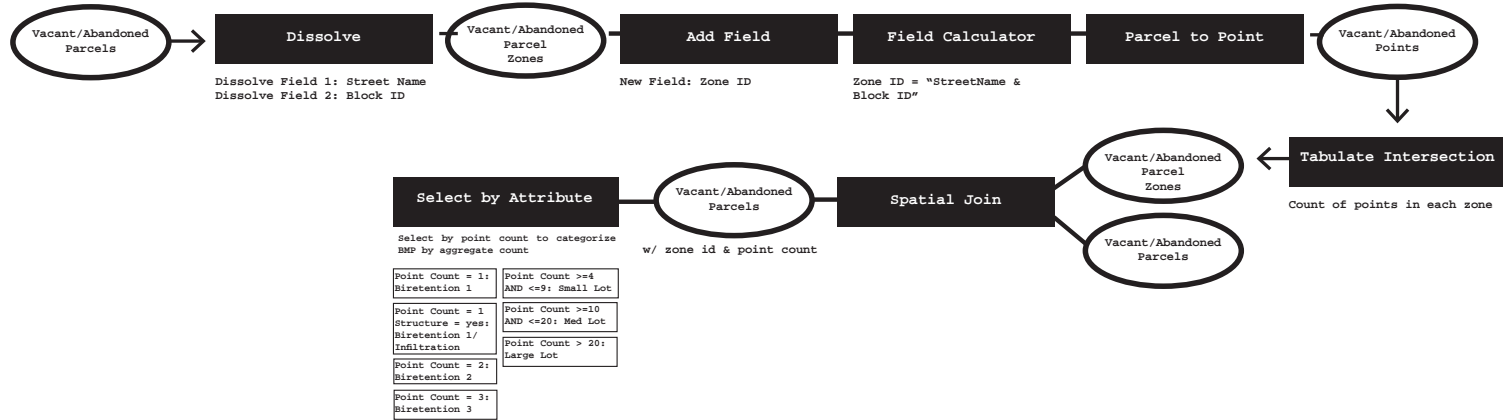 Vacant/Abandoned
Parcels
Dissolve
Dissolve Field 1: Street Name
Dissolve Field 2: Block ID
Vacant/Abandoned
Parcel
Zones
Add Field
New Field: Zone ID
Field Calculator
Zone ID = “StreetName &
Block ID”
Parcel to Point
Vacant/Abandoned
Points
Tabulate Intersection
Count of points in each zone
Vacant/Abandoned
Parcel
Zones
Vacant/Abandoned
Parcels
Spatial Join
Vacant/Abandoned
Parcels
w/ zone id & point count
Select by Attribute
Select by point count to categorize
BMP by aggregate count
Point Count = 1:
Biretention 1
Point Count = 1
Structure = yes:
Biretention 1/
Infiltration
Point Count = 2:
Biretention 2
Point Count = 3:
Biretention 3
Point Count >=4
AND <=9: Small Lot
Point Count >=10
AND <=20: Med Lot
Point Count > 20:
Large Lot